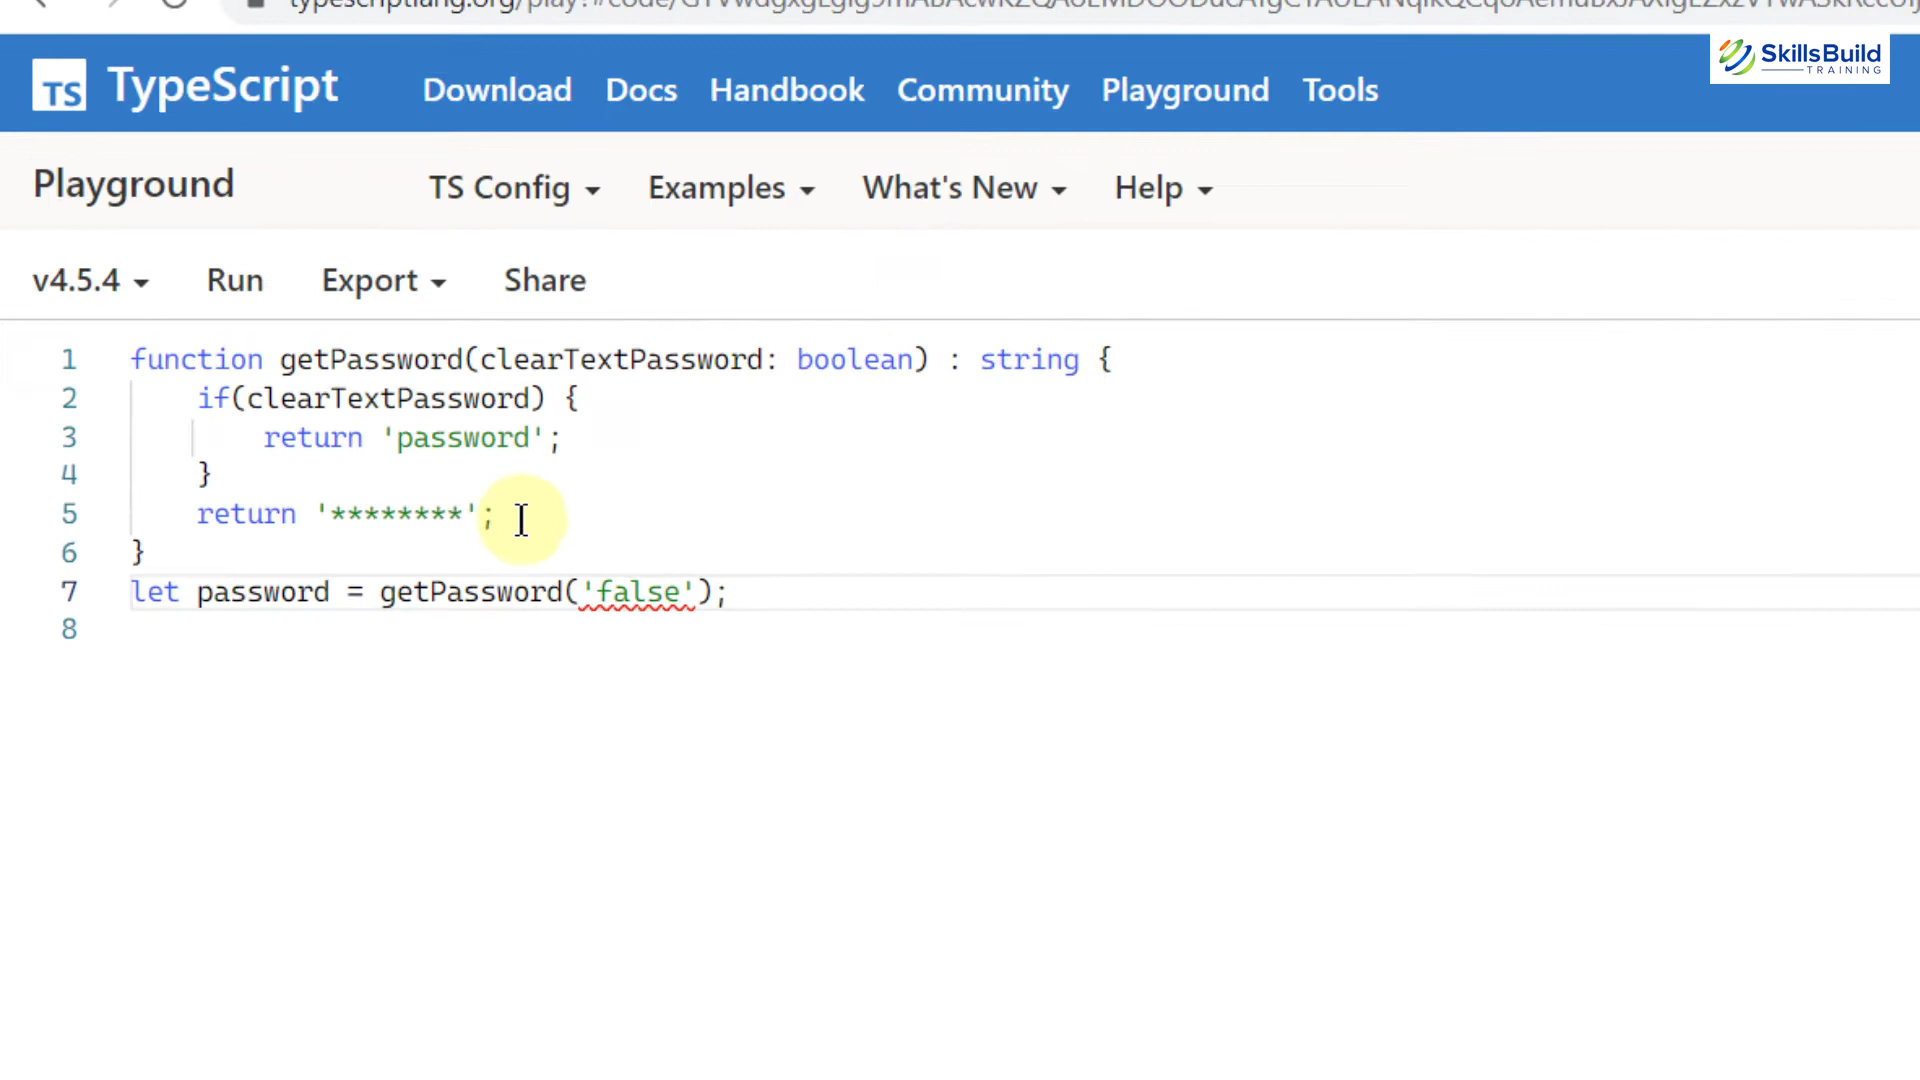 SkillsBuild
TRAINING
TS TypeScript Download Docs Handbook Community Playground Tools
Playground TS Config Examples What's New Help
v4.5.4 Run Export Share
1 function getPassword(clearTextPassword: boolean) : string {
2 if(clearTextPassword) {
3 return 'password';
4 }
5 return '********';
6 }
7 let password = getPassword('false');
8